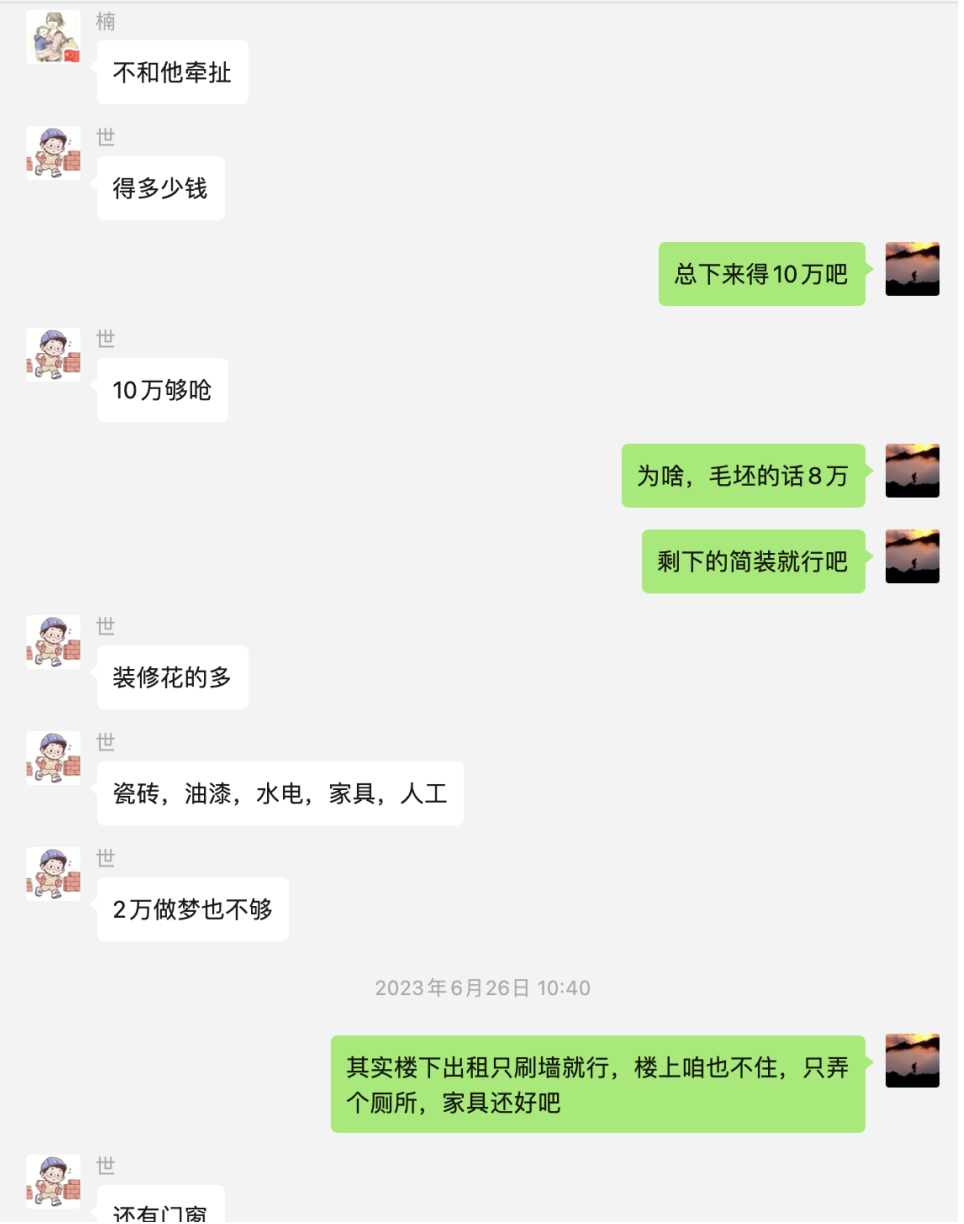 楠
不和他牵扯
世
得多少钱
总下来得10万吧
世
10万够呛
为啥，毛坯的话8万
剩下的简装就行吧
世
装修花的多
世
瓷砖，油漆，水电，家具，人工
世
2万做梦也不够
2023年6月26日 10:40
其实楼下出租只刷墙就行，楼上咱也不住，只弄
个厕所，家具还好吧
世
还有门窗